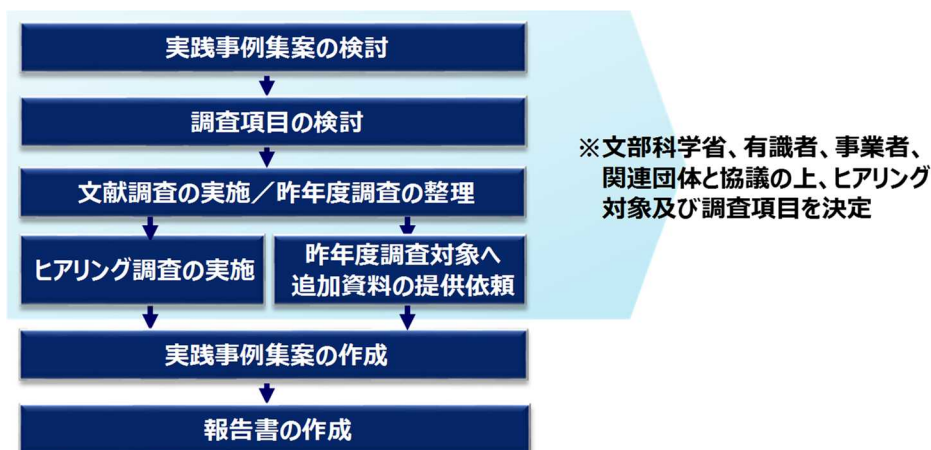 実践事例集案の検討
調査項目の検討
※文部科学省、有識者、事業者、
関連団体と協議の上、ヒアリング
対象及び調査項目を決定
文献調査の実施／昨年度調査の整理
ヒアリング調査の実施
昨年度調査対象へ
追加資料の提供依頼
実践事例集案の作成
報告書の作成